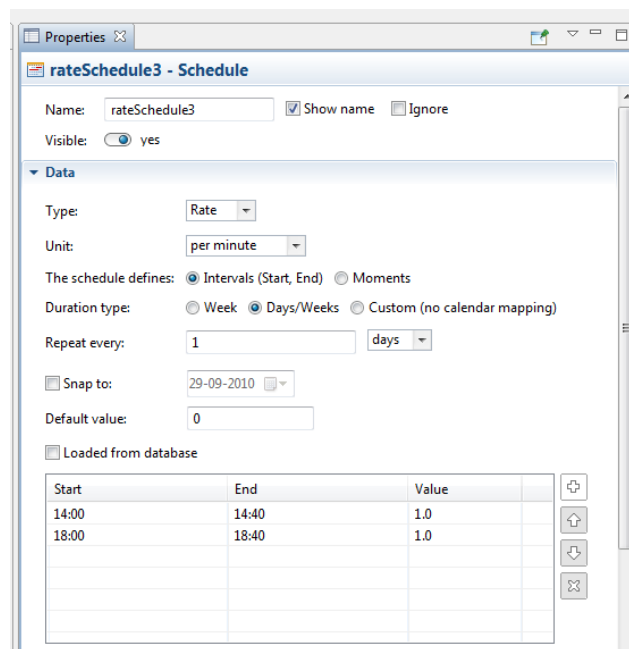 Properties
rateSchedule3 - Schedule
Name: rateSchedule3 Show name Ignore
Visible: yes
Data
Type: Rate
Unit: per minute
The schedule defines: Intervals (Start, End) Moments
Duration type: Week Days/Weeks Custom (no calendar mapping)
Repeat every: 1 days
Snap to: 29-09-2010
Default value: 0
Loaded from database
Start End Value
14:00 14:40 1.0
18:00 18:40 1.0